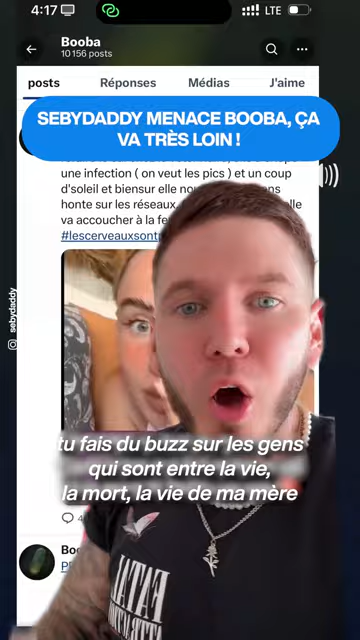 4:17
LTE
Booba
10 156 posts
posts Réponses Médias J'aime
SEBYDADDY MENACE BOOBA, ÇA
VA TRÈS LOIN !
une infection ( on veut les pics ) et un coup
d'soleil et biensur elle
honte sur les réseaux,
va accoucher à la
sebydaddy
tu fais du buzz sur les gens
qui sont entre la vie,
la mort, la vie de ma mère
FATAL